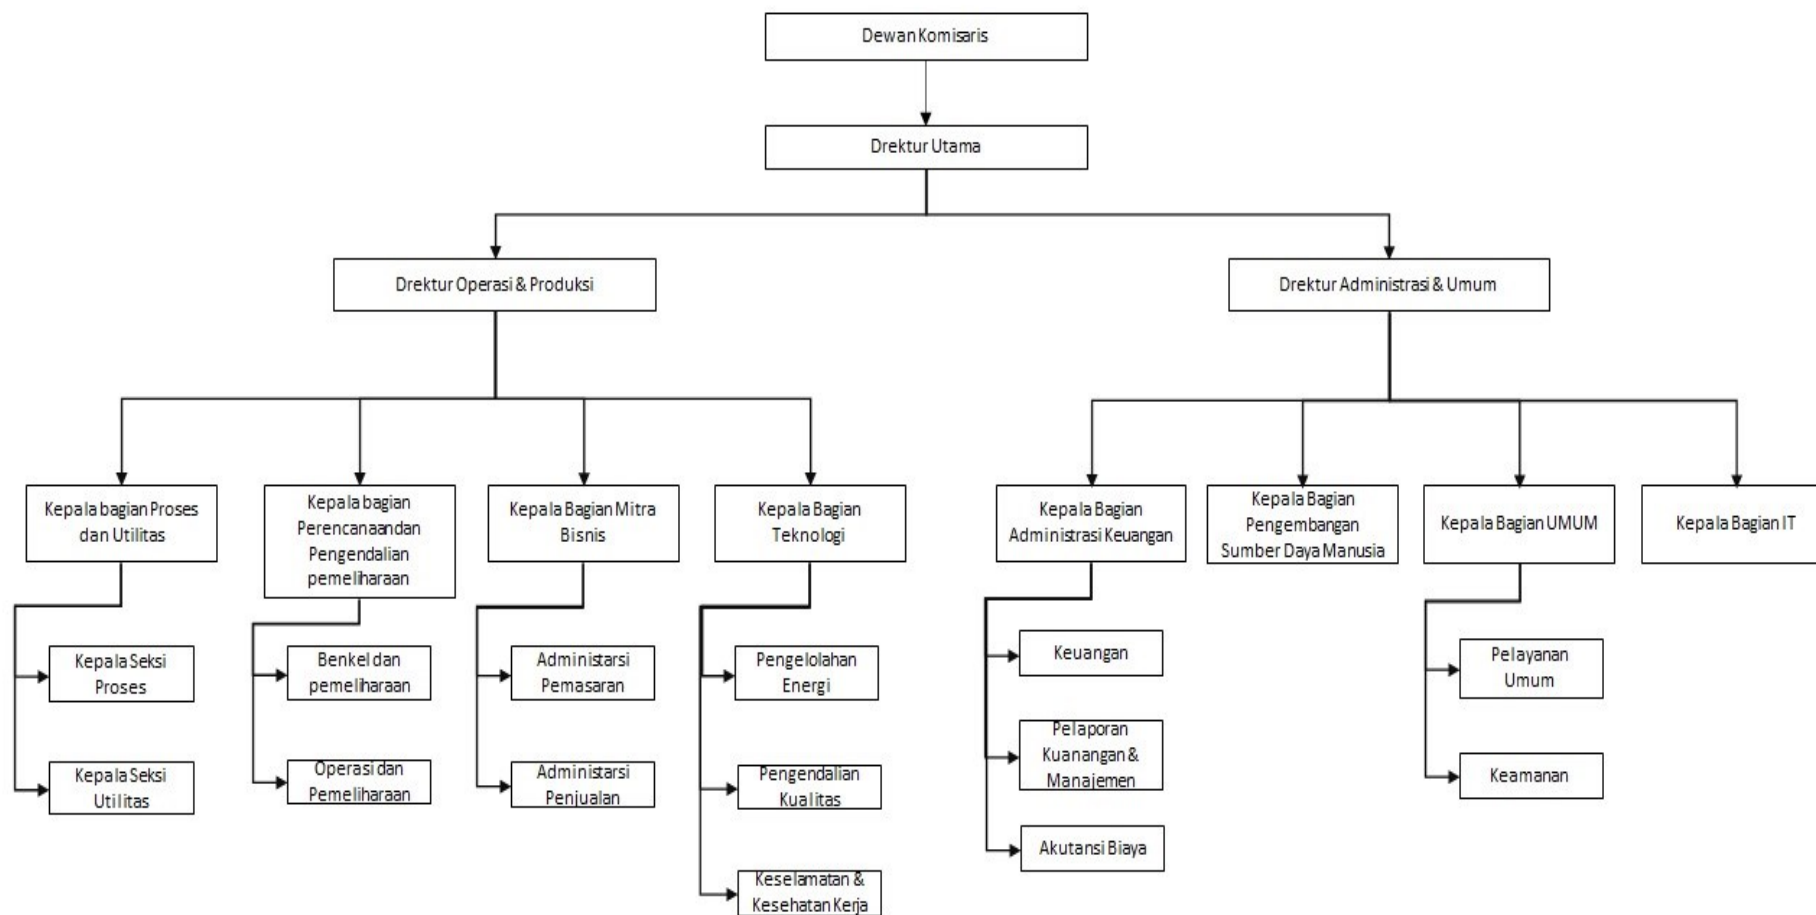 Dewan Komisaris
Drektur Utama
Drektur Operasi & Produksi
Drektur Administrasi & Umum
Kepala bagian Proses
dan Utilitas
Kepala bagian
Perencanaandan
Pengendalian
pemeliharaan
Kepala Bagian Mitra
Bisnis
Kepala Bagian
Teknologi
Kepala Bagian
Administrasi Keuangan
Kepala Bagian
Pengembangan
Sumber Daya Manusia
Kepala Bagian UMUM
Kepala Bagian IT
Kepala Seksi
Proses
Kepala Seksi
Utilitas
Benkel dan
pemeliharaan
Operasi dan
Pemeliharaan
Administarsi
Pemasaran
Administarsi
Penjualan
Pengelolahan
Energi
Pengendalian
Kualitas
Keselamatan &
Kesehatan Kerja
Keuangan
Pelaporan
Kuanangan &
Manajemen
Akutansi Biaya
Pelayanan
Umum
Keamanan